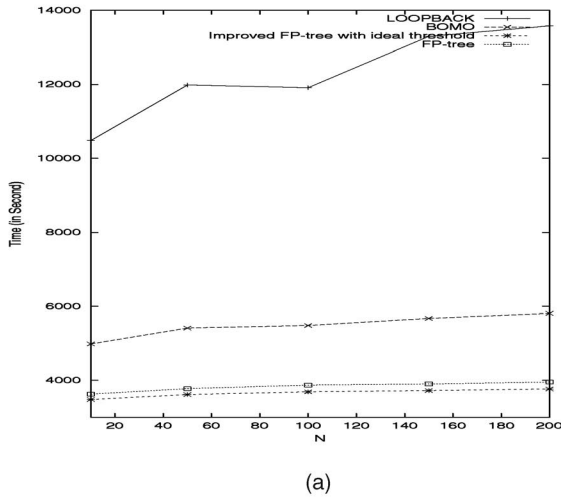 14000
12000
10000
8000
6000
4000
Time (in Second)
LOOPBACK
BOMO
Improved FP-tree with ideal threshold
FP-tree
20 40 60 80 100 120 140 160 180 200
N
(a)